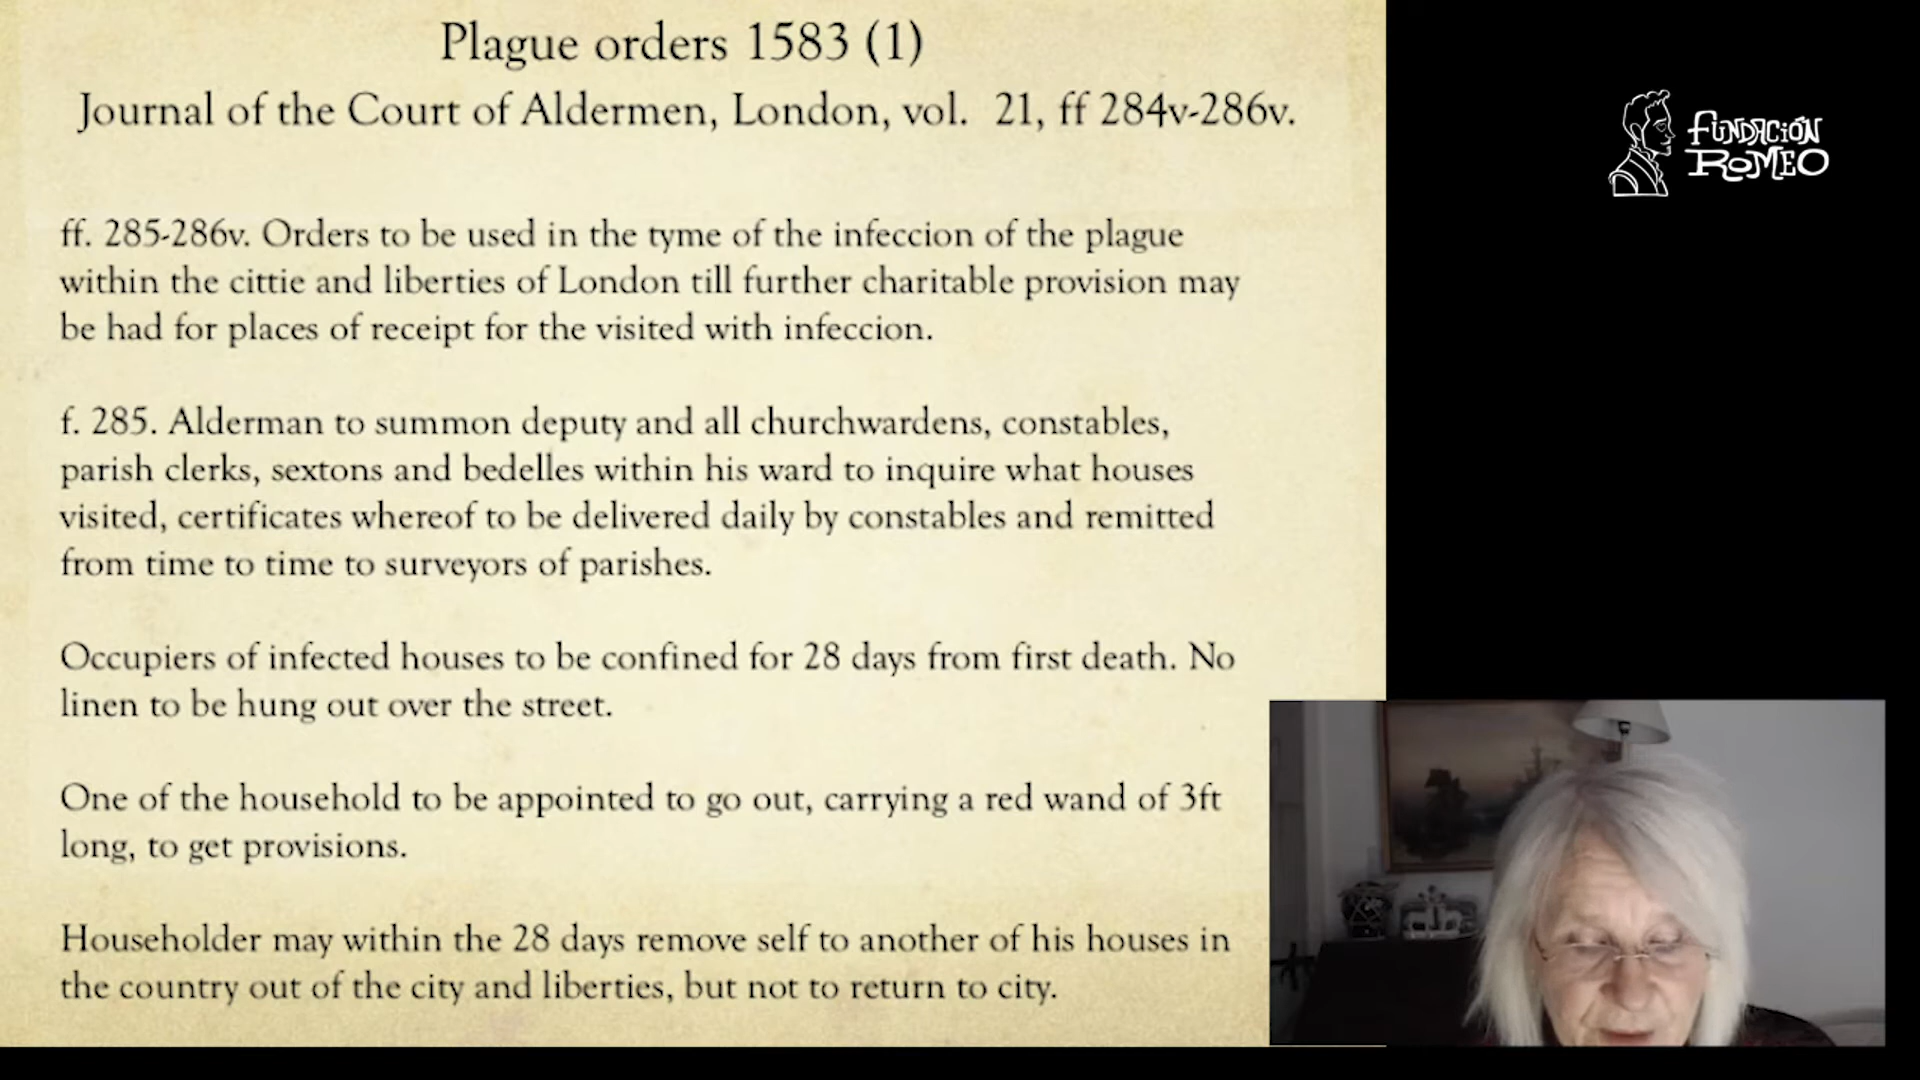 Plague orders 1583 (1)
Journal of the Court of Aldermen, London, vol. 21, ff 284v-286v.
ff. 285-286v. Orders to be used in the tyme of the infeccion of the plague
within the cittie and liberties of London till further charitable provision may
be had for places of receipt for the visited with infeccion.
f. 285. Alderman to summon deputy and all churchwardens, constables,
parish clerks, sextons and bedelles within his ward to inquire what houses
visited, certificates whereof to be delivered daily by constables and remitted
from time to time to surveyors of parishes.
Occupiers of infected houses to be confined for 28 days from first death. No
linen to be hung out over the street.
One of the household to be appointed to go out, carrying a red wand of 3ft
long, to get provisions.
Householder may within the 28 days remove self to another of his houses in
the country out of the city and liberties, but not to return to city.
FUNDACIÓN
ROMEO